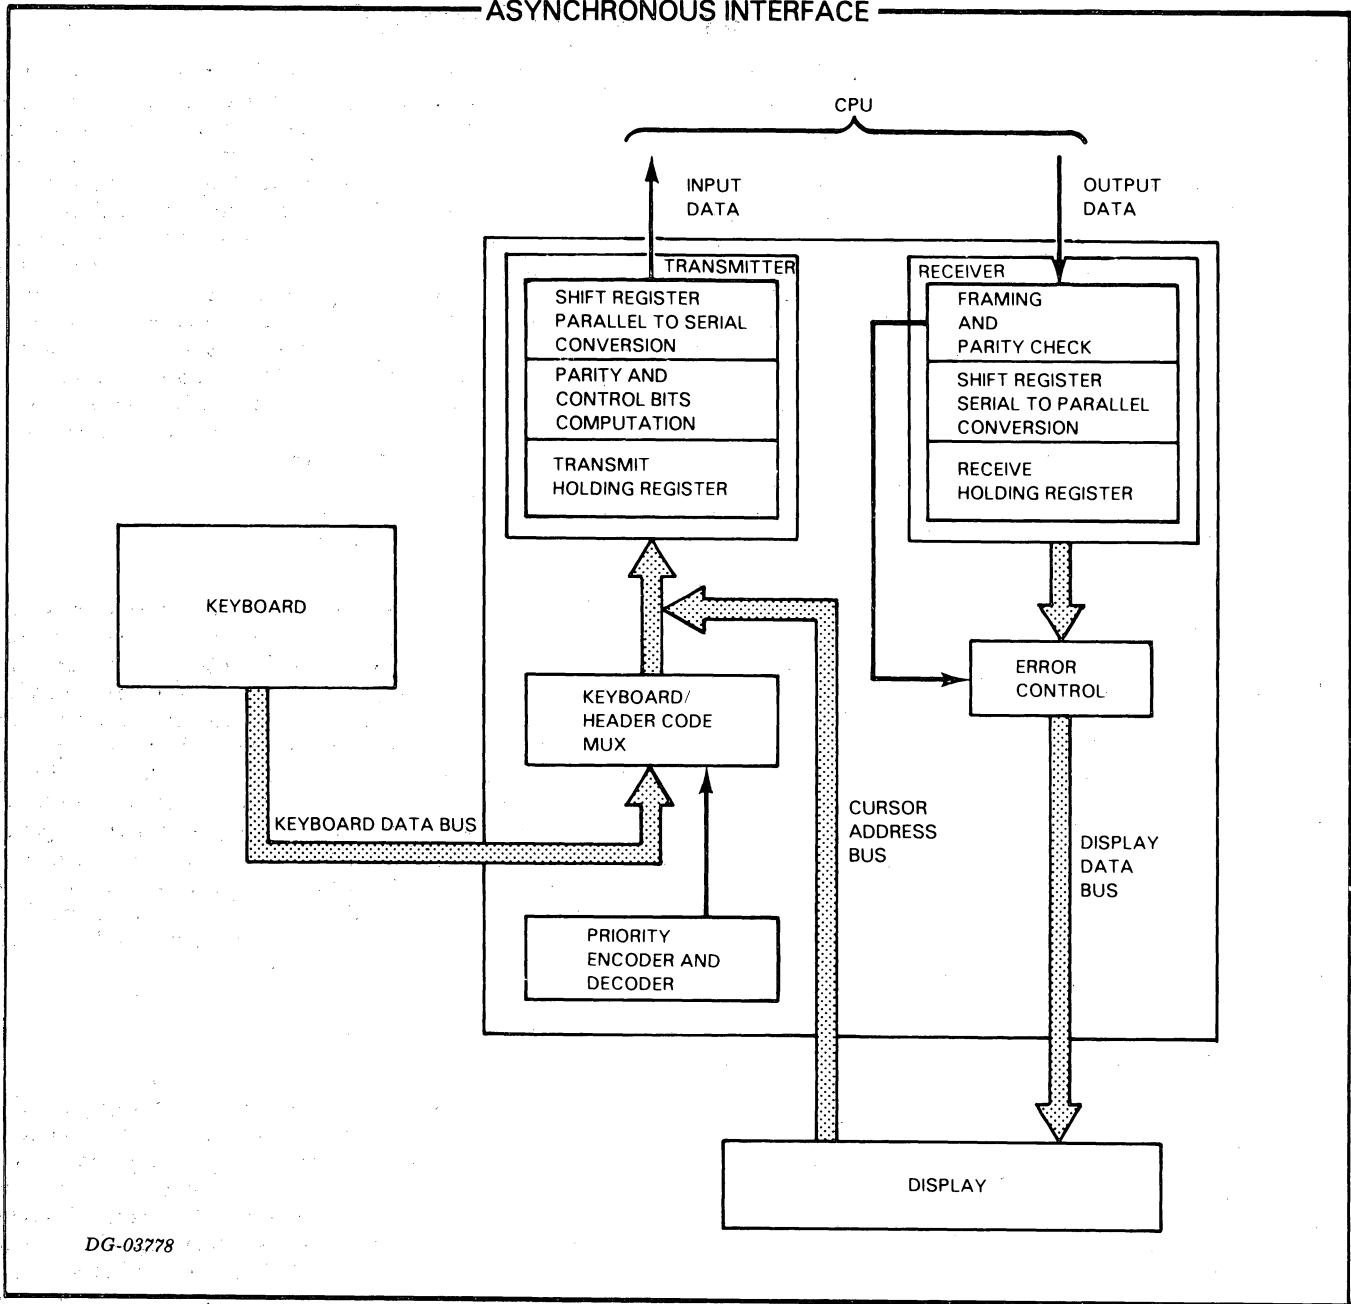 ASYNCHRONOUS INTERFACE
CPU
INPUT
DATA
OUTPUT
DATA
TRANSMITTER
SHIFT REGISTER
PARALLEL TO SERIAL
CONVERSION
PARITY AND
CONTROL BITS
COMPUTATION
TRANSMIT
HOLDING REGISTER
RECEIVER
FRAMING
AND
PARITY CHECK
SHIFT REGISTER
SERIAL TO PARALLEL
CONVERSION
RECEIVE
HOLDING REGISTER
KEYBOARD
ERROR
CONTROL
KEYBOARD/
HEADER CODE
MUX
KEYBOARD DATA BUS
CURSOR
ADDRESS
BUS
DISPLAY
DATA
BUS
PRIORITY
ENCODER AND
DECODER
DISPLAY
DG-03778